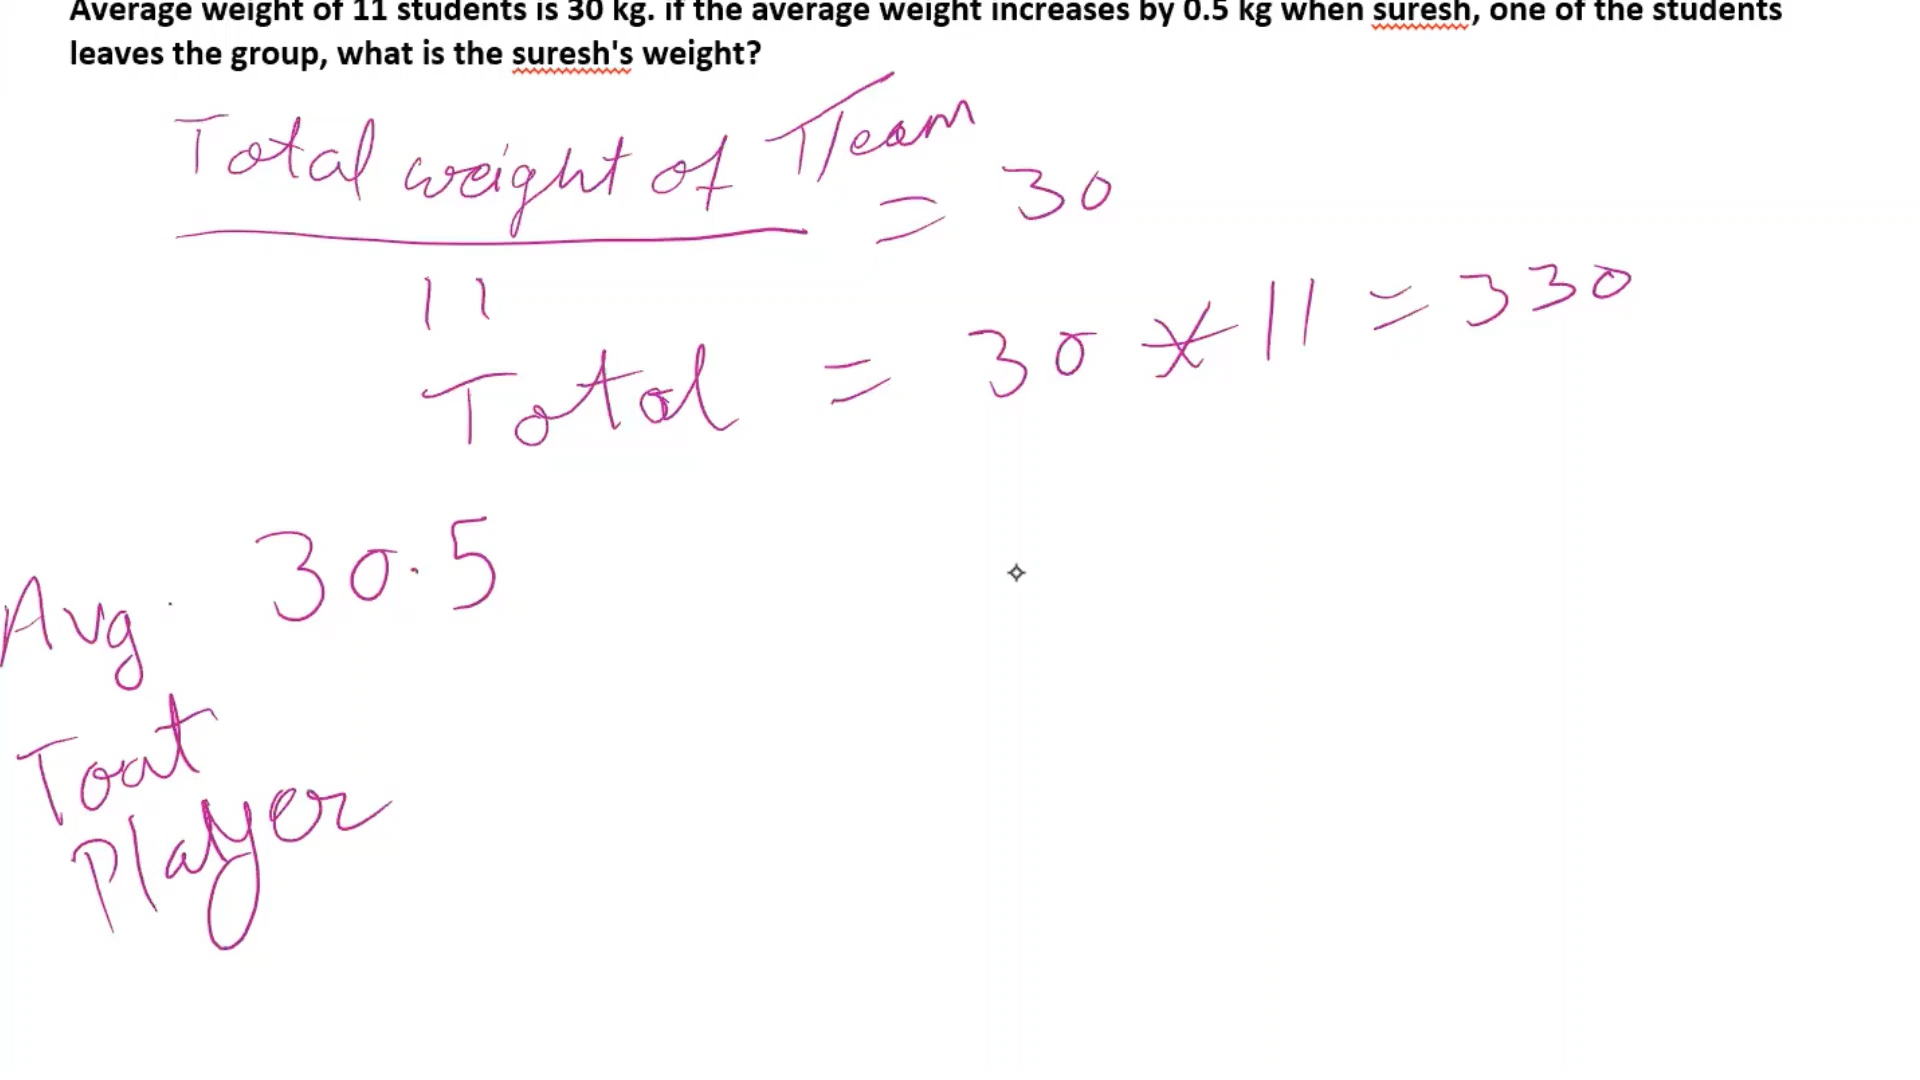 Average weight of 11 students is 30 kg. if the average weight increases by 0.5 kg when suresh, one of the students
leaves the group, what is the suresh's weight?
Total weight of Team
= 30
11
Total = 30 * 11 = 330
Avg. 30.5
Toat
Player